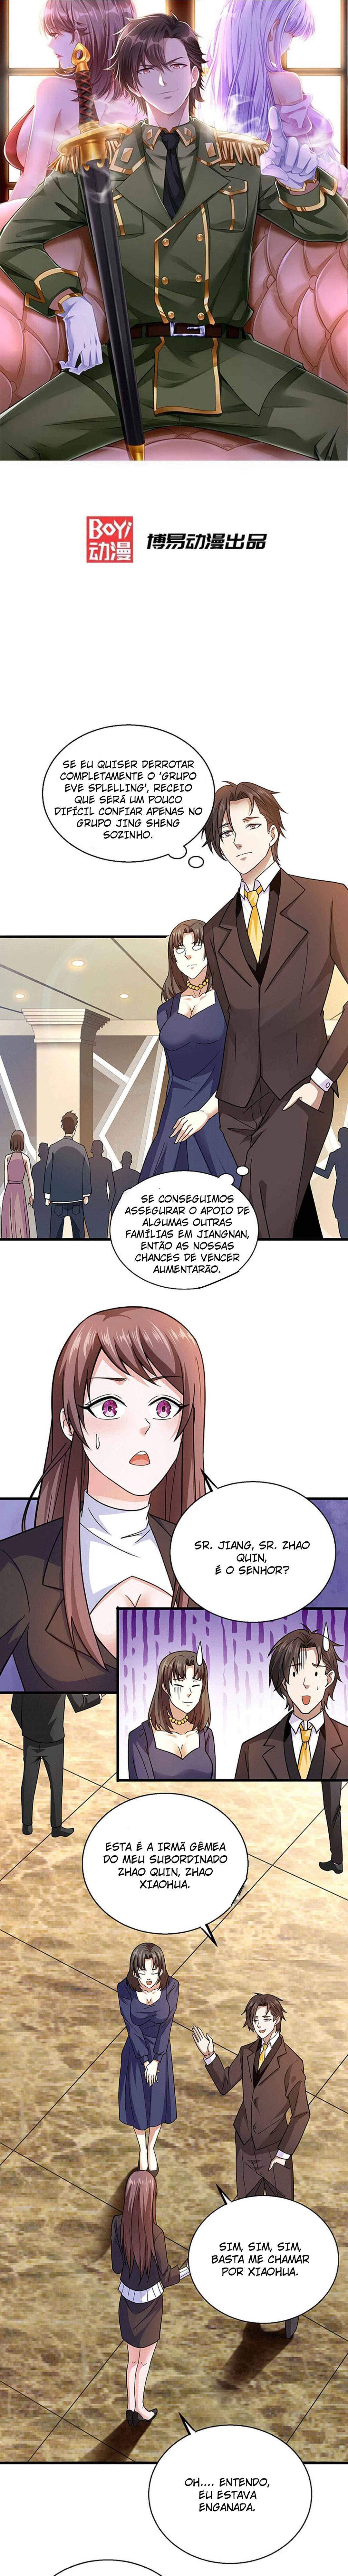 BOYi
动漫
博易动漫出品
SE EU QUISER DERROTAR
COMPLETAMENTE O 'GRUPO
EVE SPLELLING', RECEIO
QUE SERÁ UM POUCO
DIFÍCIL CONFIAR APENAS NO
GRUPO JING SHENG
SOZINHO.
SE CONSEGUIMOS
ASSEGURAR O APOIO DE
ALGUMAS OUTRAS
FAMÍLIAS EM JIANGNAN,
ENTÃO AS NOSSAS
CHANCES DE VENCER
AUMENTARÃO.
SR. JIANG, SR. ZHAO
QUIN,
É O SENHOR?
ESTA É A IRMÃ GÊMEA
DO MEU SUBORDINADO
ZHAO QUIN, ZHAO
XIAOHUA.
SIM, SIM, SIM,
BASTA ME CHAMAR
POR XIAOHUA.
OH.... ENTENDO,
EU ESTAVA
ENGANADA.